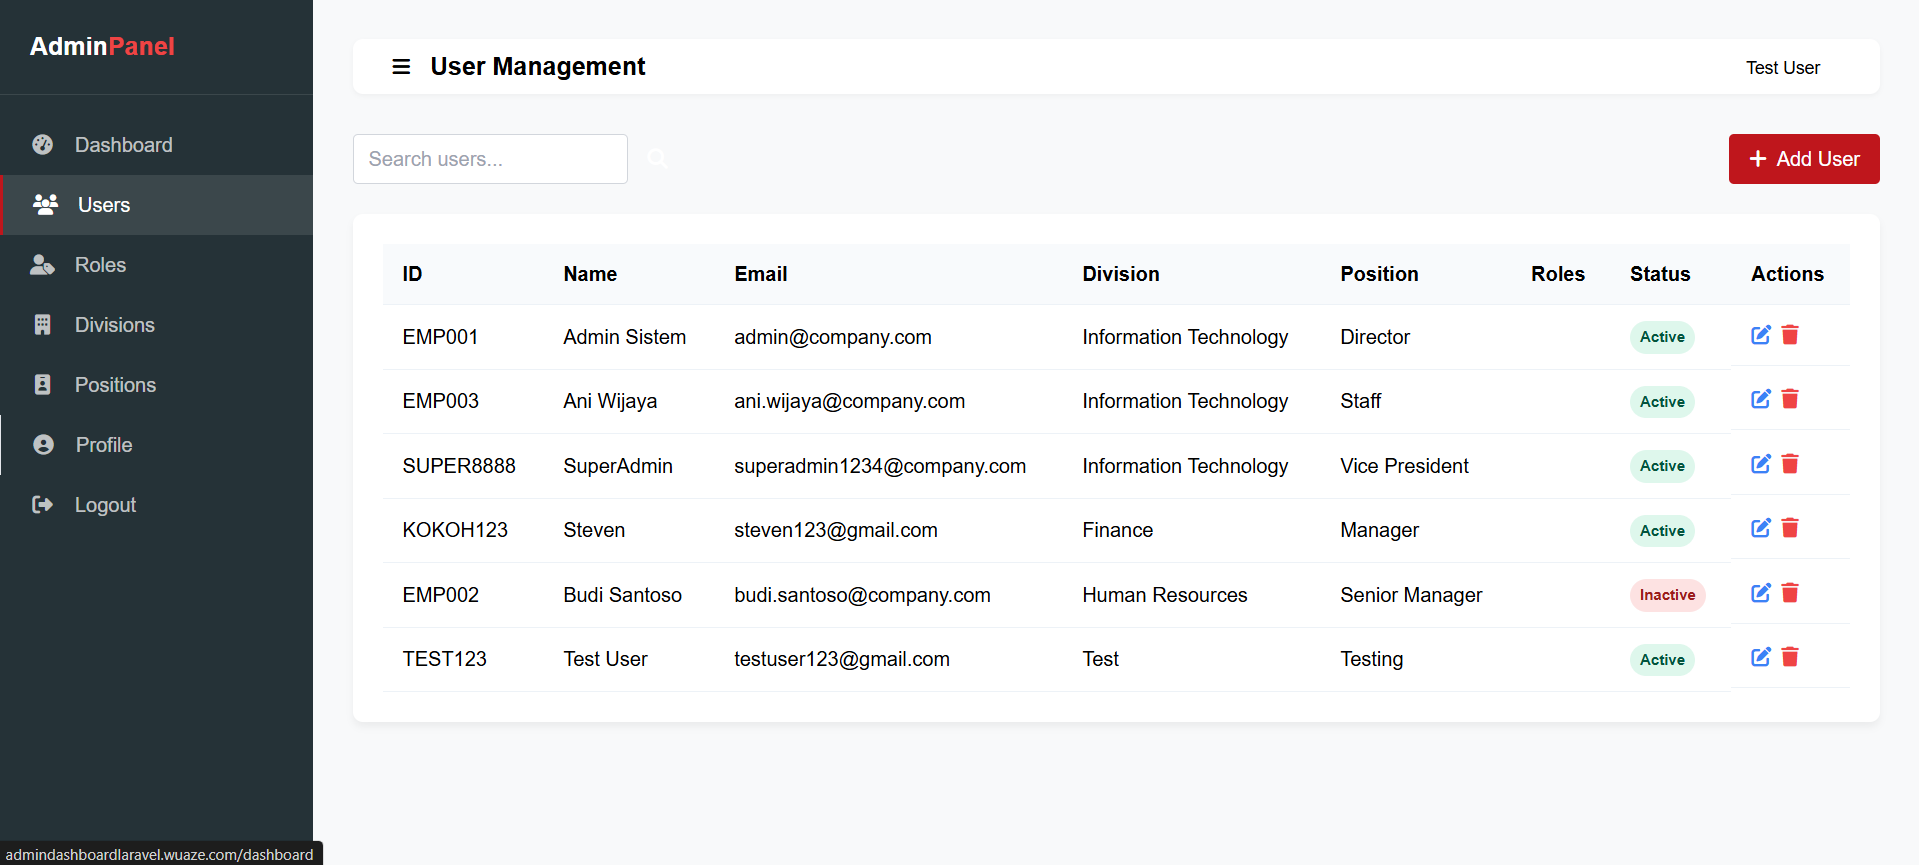 AdminPanel
Dashboard
Users
Roles
Divisions
Positions
Profile
Logout
User Management
Test User
Search users...
Add User
ID Name Email Division Position Roles Status Actions
EMP001 Admin Sistem admin@company.com Information Technology Director Active
EMP003 Ani Wijaya ani.wijaya@company.com Information Technology Staff Active
SUPER8888 SuperAdmin superadmin1234@company.com Information Technology Vice President Active
KOKOH123 Steven steven123@gmail.com Finance Manager Active
EMP002 Budi Santoso budi.santoso@company.com Human Resources Senior Manager Inactive
TEST123 Test User testuser123@gmail.com Test Testing Active
admindashboardlaravel.wuaze.com/dashboard